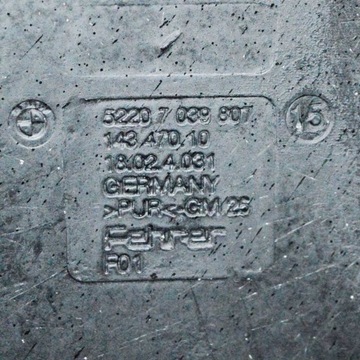 5220 7 039 807
15
143.470.10
18.02.4.031
GERMANY
>PUR<-GM/25
Fehrer
F01